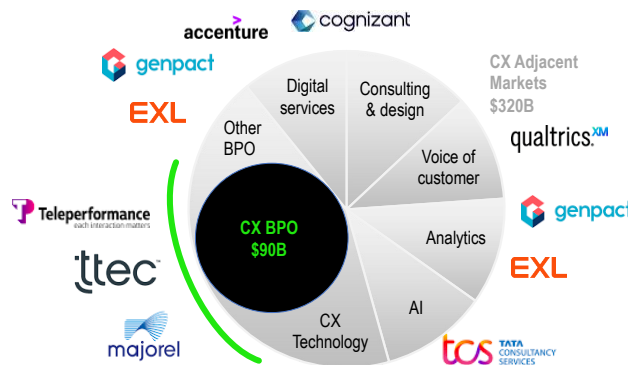 accenture
cognizant
genpact
EXL
Digital
services
Consulting
& design
CX Adjacent
Markets
$320B
Other
BPO
qualtrics.XM
Voice of
customer
Teleperformance
each interaction matters
CX BPO
$90B
genpact
Analytics
EXL
ttec™
AI
CX
Technology
majorel
tcs
TATA
CONSULTANCY
SERVICES